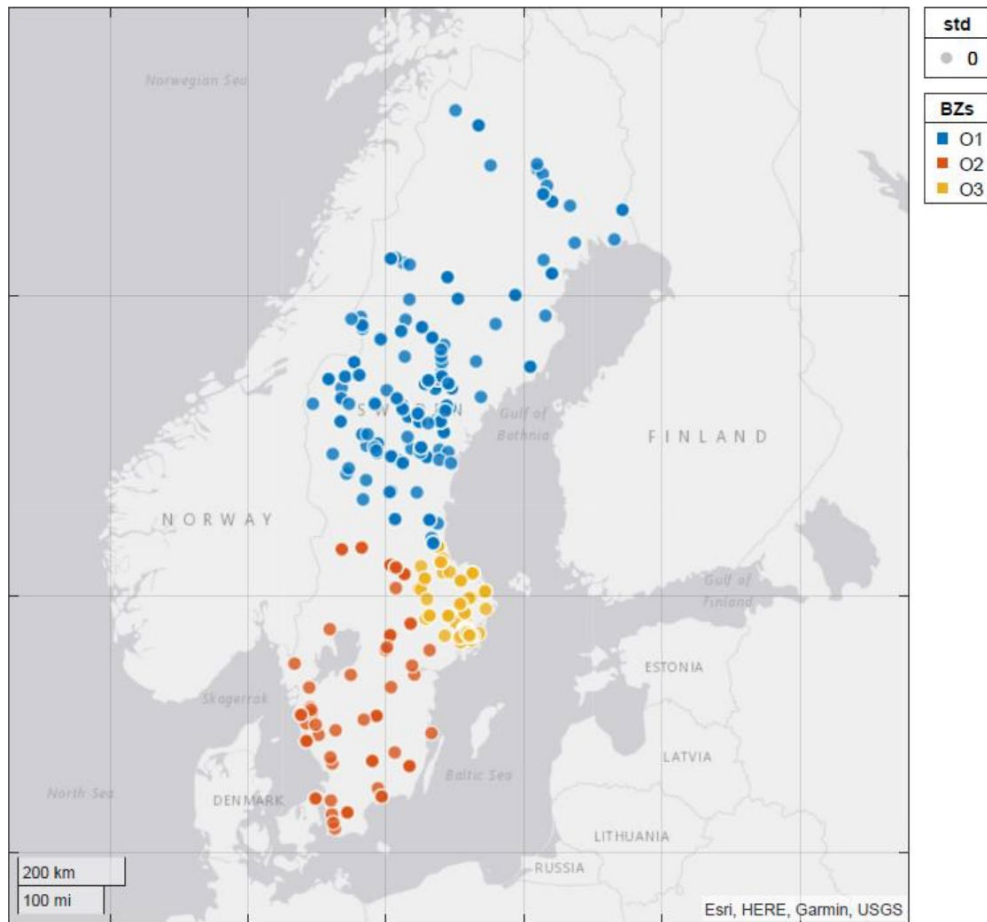 Norwegian Sea
std
0
BZs
O1
O2
O3
SWEDEN
Gulf of
Bothnia
FINLAND
NORWAY
Gulf of
Finland
ESTONIA
Skagerrak
LATVIA
Baltic Sea
North Sea
DENMARK
LITHUANIA
RUSSIA
200 km
100 mi
Esri, HERE, Garmin, USGS